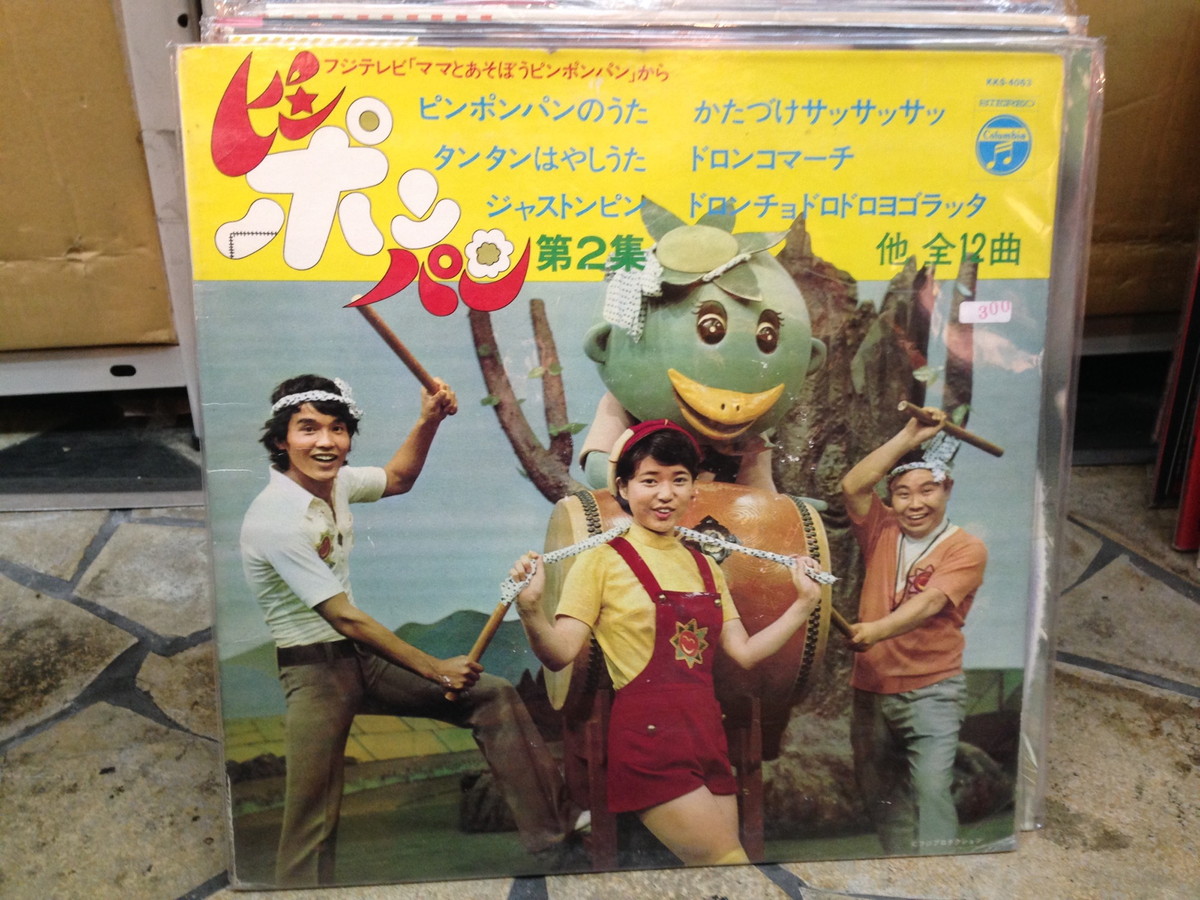 フジテレビ「ママとあそぼうピンポンパン」から
ピンポンパン
KKS-4063
STEREO
Columbia
ピンポンパンのうた かたづけサッサッサッ
タンタンはやしうた ドロンコマーチ
ジャストンピン ドロンチョドロドロヨゴラッタ
第2集 他 全12曲
300